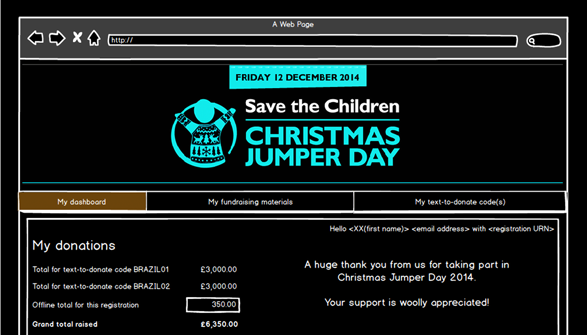 A Web Page
http://
FRIDAY 12 DECEMBER 2014
Save the Children
CHRISTMAS
JUMPER DAY
My dashboard
My fundraising materials
My text-to-donate code(s)
Hello <XX(first name)> <email address> with <registration URN>
My donations
Total for text-to-donate code BRAZIL01 £3,000.00
Total for text-to-donate code BRAZIL02 £3,000.00
Offline total for this registration 350.00
Grand total raised £6,350.00
A huge thank you from us for taking part in
Christmas Jumper Day 2014.
Your support is woolly appreciated!